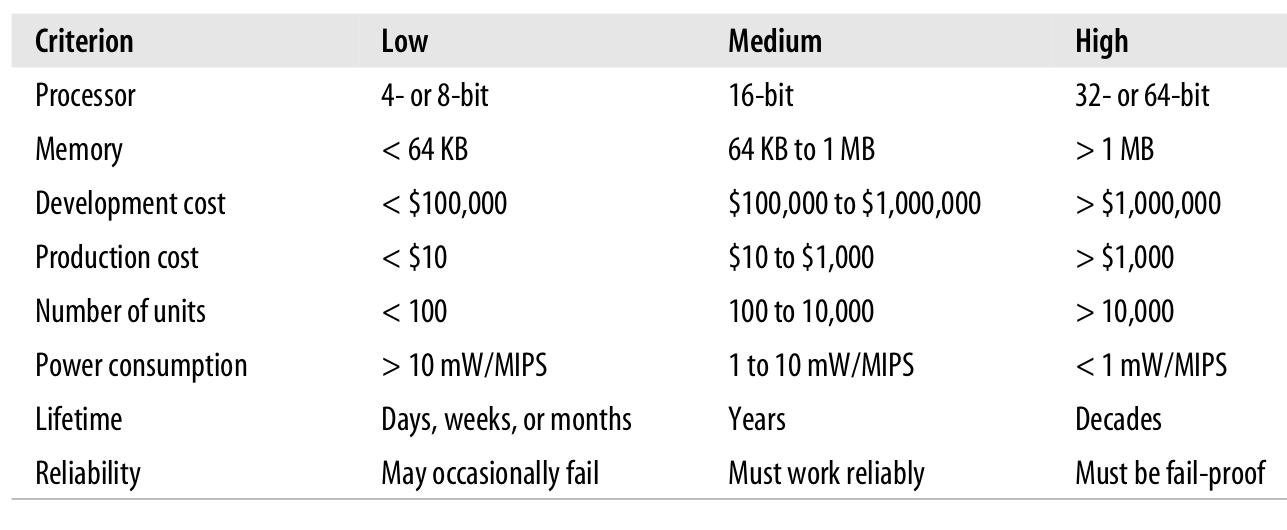 Criterion Low Medium High
Processor 4- or 8-bit 16-bit 32- or 64-bit
Memory < 64 KB 64 KB to 1 MB > 1 MB
Development cost < $100,000 $100,000 to $1,000,000 > $1,000,000
Production cost < $10 $10 to $1,000 > $1,000
Number of units < 100 100 to 10,000 > 10,000
Power consumption > 10 mW/MIPS 1 to 10 mW/MIPS < 1 mW/MIPS
Lifetime Days, weeks, or months Years Decades
Reliability May occasionally fail Must work reliably Must be fail-proof